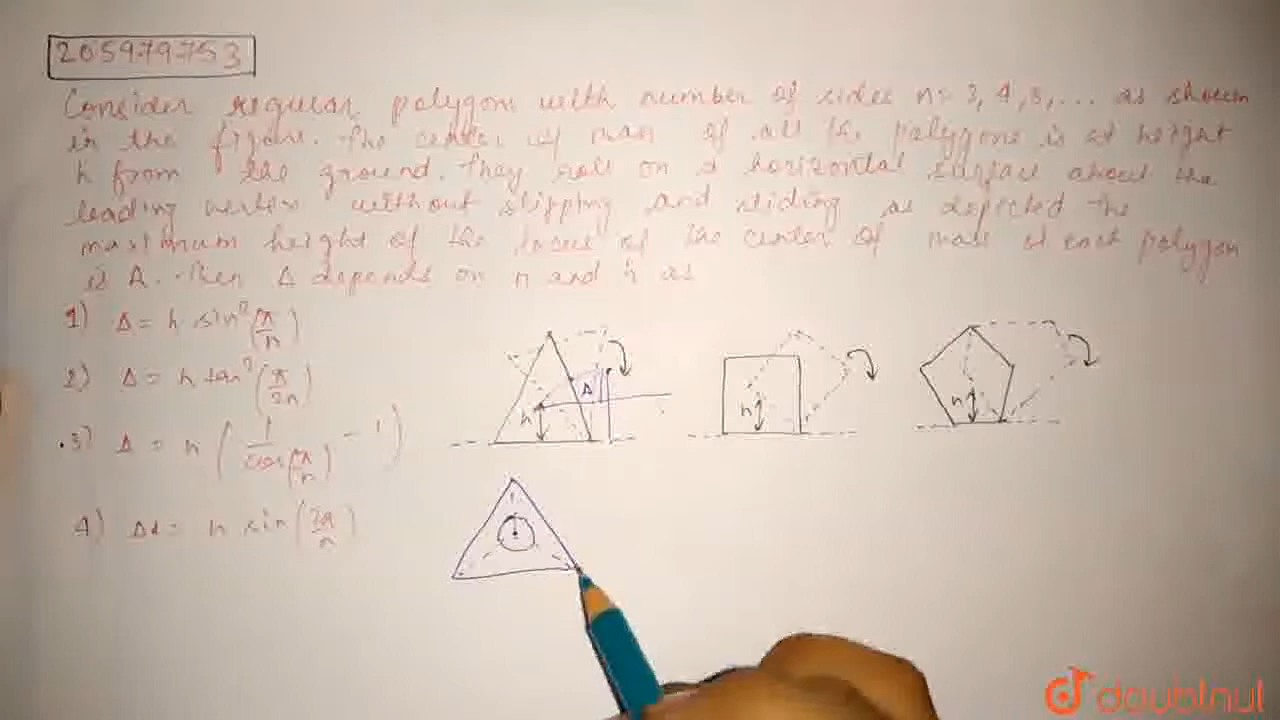 205979753
Consider regular polygon with number of sides n = 3, 4, 5, ... as shown
in the figure. The center of mass of all the polygons is at height
h from the ground. They roll on a horizontal surface about the
leading vertex without slipping and sliding as depicted the
maximum height of the locus of the center of mass of each polygon
is Δ. Then Δ depends on n and h as
1) Δ = h sin²(π/n)
2) Δ = h tan²(π/2n)
3) Δ = h (1/cos(π/n) - 1)
4) Δ = h sin(2π/n)
h
Δ
h
h
doubtnut